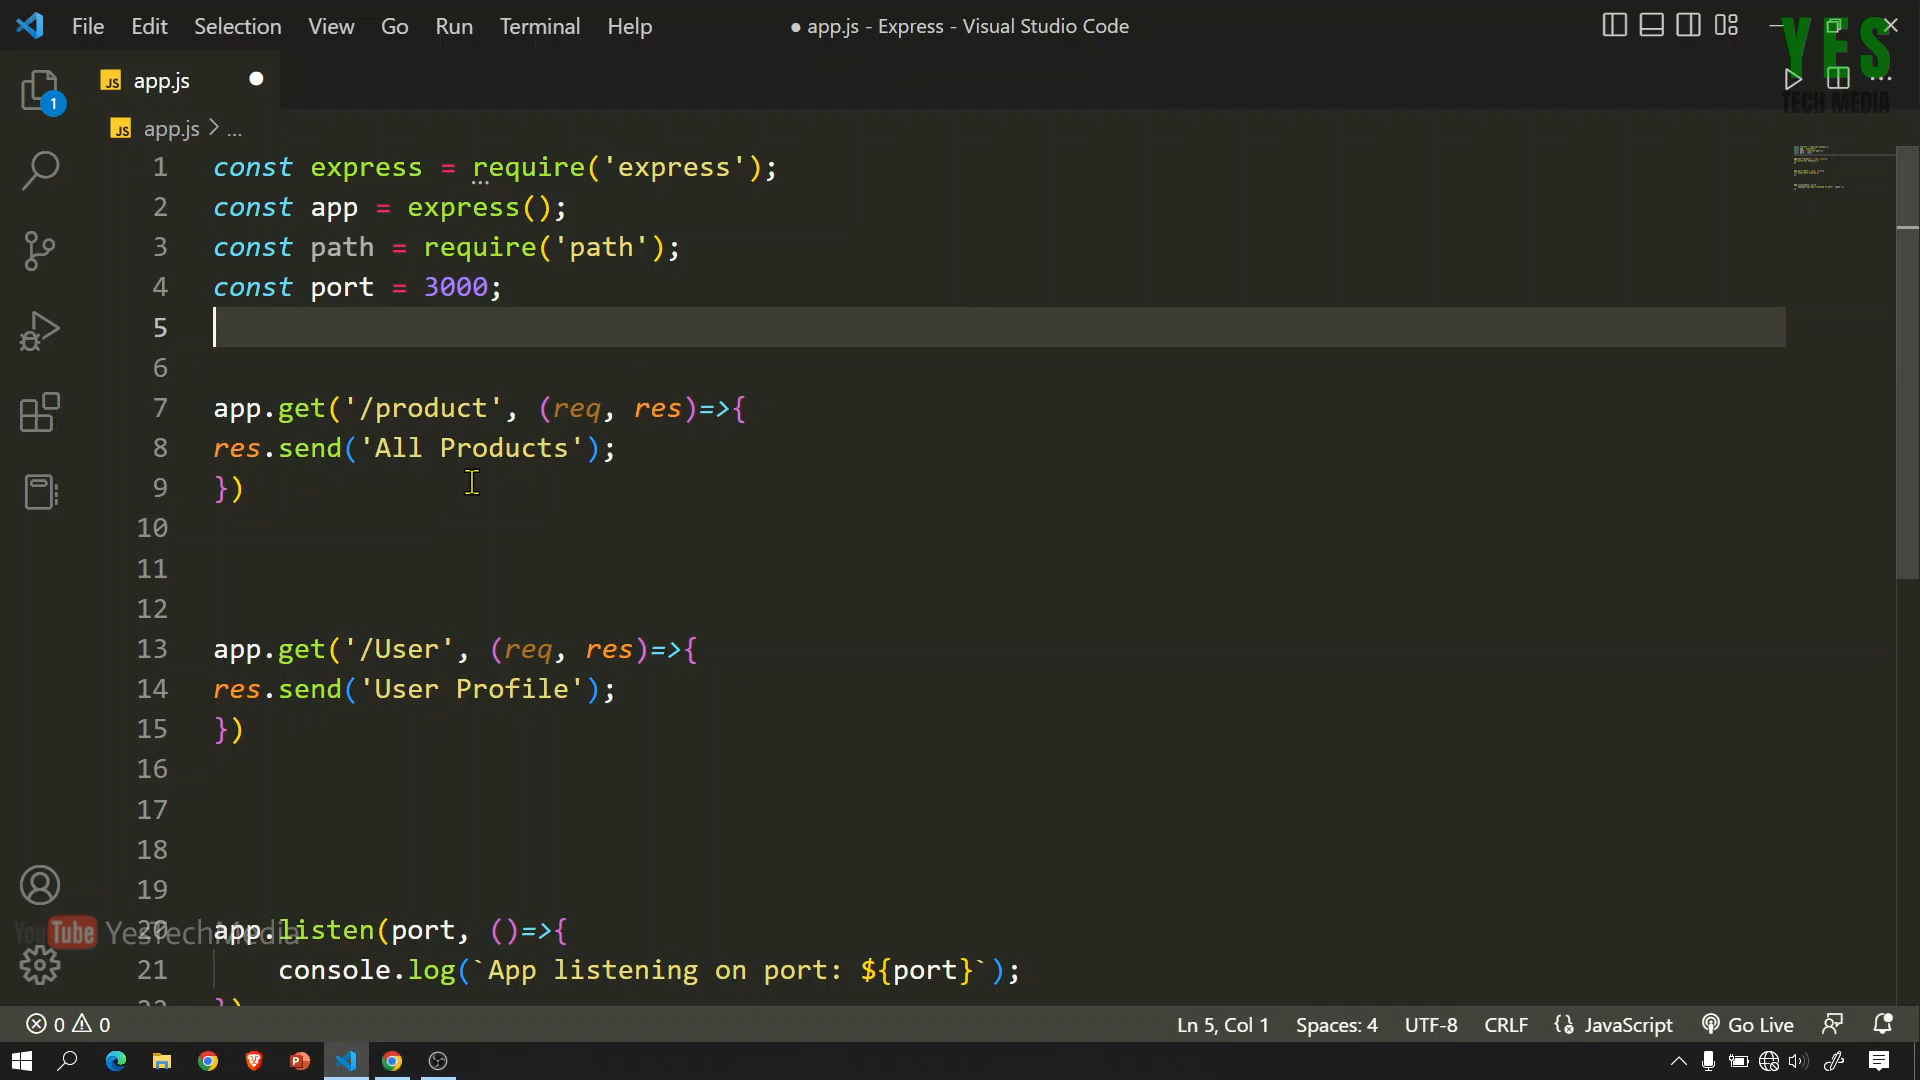 File Edit Selection View Go Run Terminal Help
● app.js - Express - Visual Studio Code
YES
TECH MEDIA
JS app.js ●
1
JS app.js > ...
1 const express = require('express');
2 const app = express();
3 const path = require('path');
4 const port = 3000;
5
6
7 app.get('/product', (req, res)=>{
8 res.send('All Products');
9 })
10
11
12
13 app.get('/User', (req, res)=>{
14 res.send('User Profile');
15 })
16
17
18
19
20 app.listen(port, ()=>{
YouTube YesTechMedia
21 console.log(`App listening on port: ${port}`);
22 })
0 0
Ln 5, Col 1 Spaces: 4 UTF-8 CRLF JavaScript Go Live